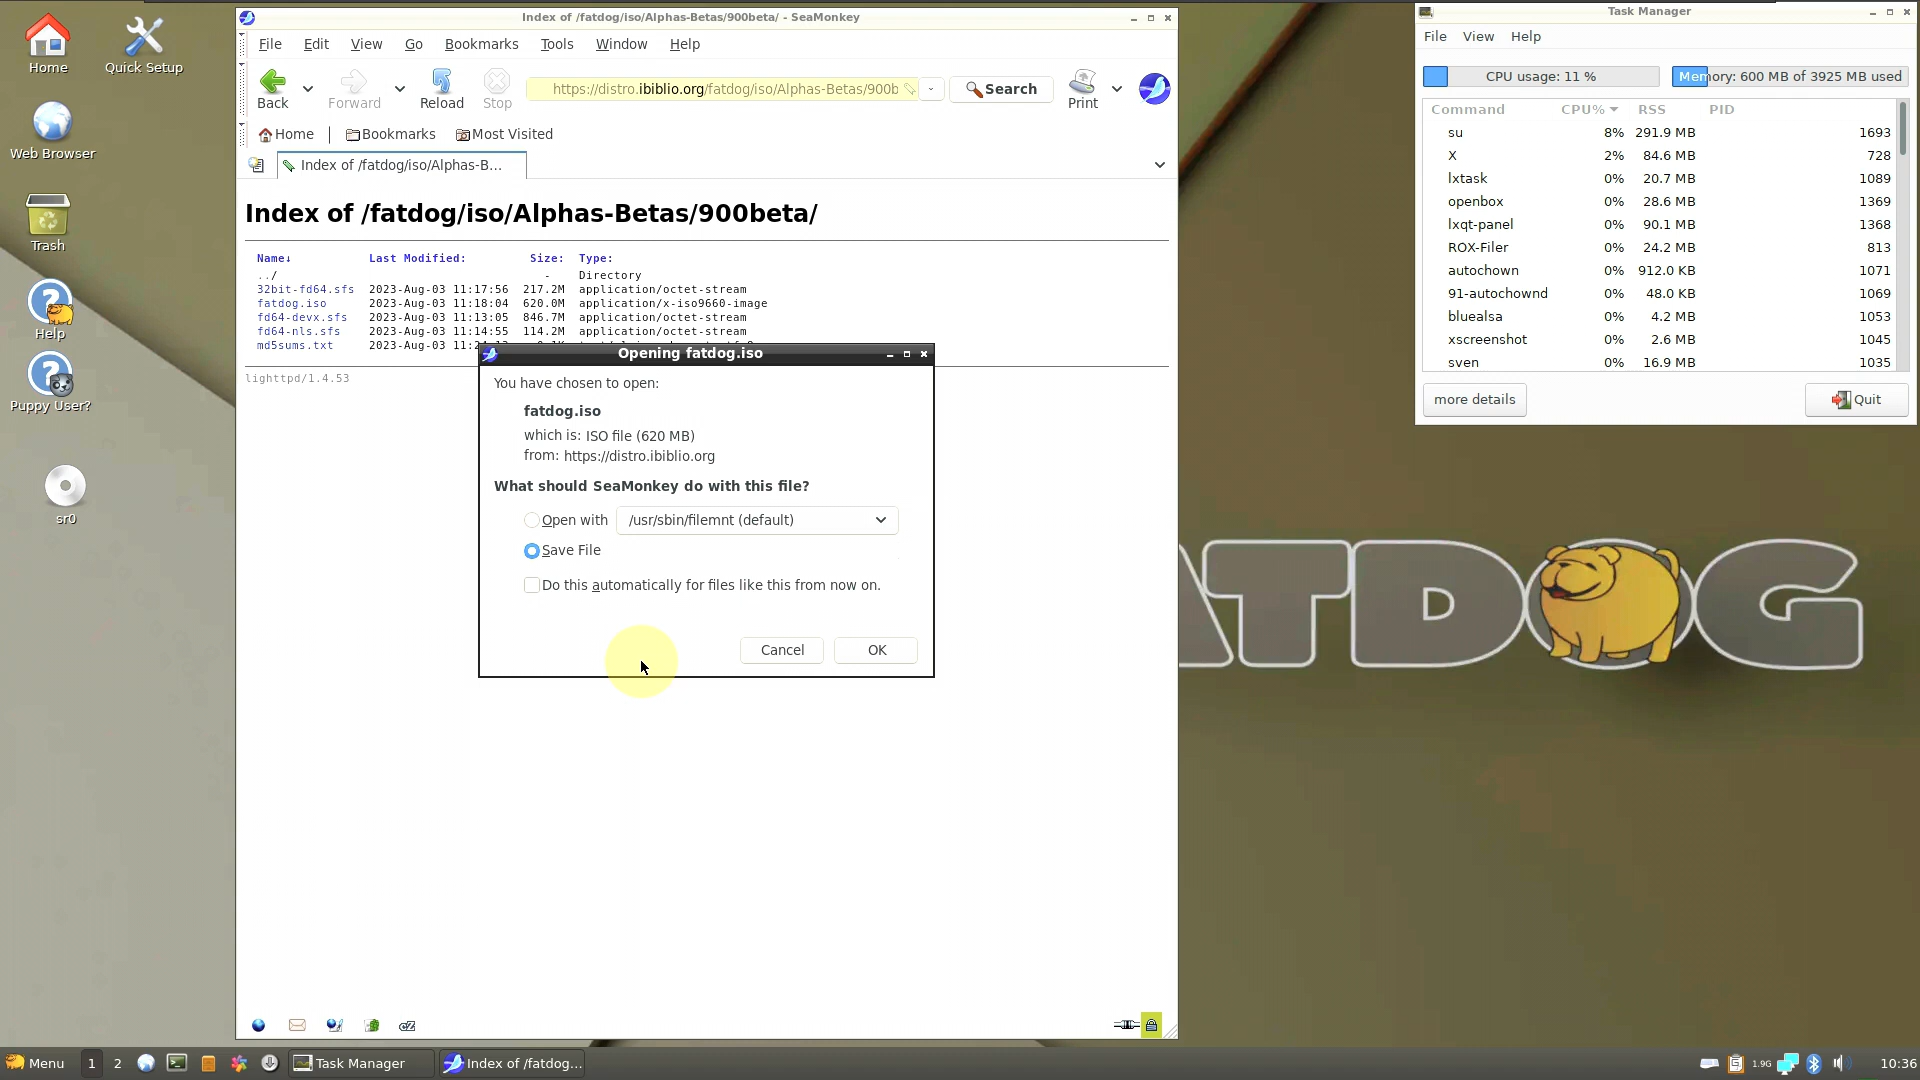 Home
Quick Setup
Web Browser
Trash
Help
Puppy User?
sr0
Index of /fatdog/iso/Alphas-Betas/900beta/ - SeaMonkey
File Edit View Go Bookmarks Tools Window Help
Back Forward Reload Stop
https://distro.ibiblio.org/fatdog/iso/Alphas-Betas/900b
Search
Print
Home Bookmarks Most Visited
Index of /fatdog/iso/Alphas-B...
Index of /fatdog/iso/Alphas-Betas/900beta/
Name↓ Last Modified: Size: Type:
../ - Directory
32bit-fd64.sfs 2023-Aug-03 11:17:56 217.2M application/octet-stream
fatdog.iso 2023-Aug-03 11:18:04 620.0M application/x-iso9660-image
fd64-devx.sfs 2023-Aug-03 11:13:05 846.7M application/octet-stream
fd64-nls.sfs 2023-Aug-03 11:14:55 114.2M application/octet-stream
md5sums.txt 2023-Aug-03
lighttpd/1.4.53
Opening fatdog.iso
You have chosen to open:
fatdog.iso
which is: ISO file (620 MB)
from: https://distro.ibiblio.org
What should SeaMonkey do with this file?
Open with /usr/sbin/filemnt (default)
Save File
Do this automatically for files like this from now on.
Cancel OK
Task Manager
File View Help
CPU usage: 11 % Memory: 600 MB of 3925 MB used
Command CPU% RSS PID
su 8% 291.9 MB 1693
X 2% 84.6 MB 728
lxtask 0% 20.7 MB 1089
openbox 0% 28.6 MB 1369
lxqt-panel 0% 90.1 MB 1368
ROX-Filer 0% 24.2 MB 813
autochown 0% 912.0 KB 1071
91-autochownd 0% 48.0 KB 1069
bluealsa 0% 4.2 MB 1053
xscreenshot 0% 2.6 MB 1045
sven 0% 16.9 MB 1035
more details Quit
ATDOG
Menu 1 2 Task Manager Index of /fatdog... 1.9G 10:36